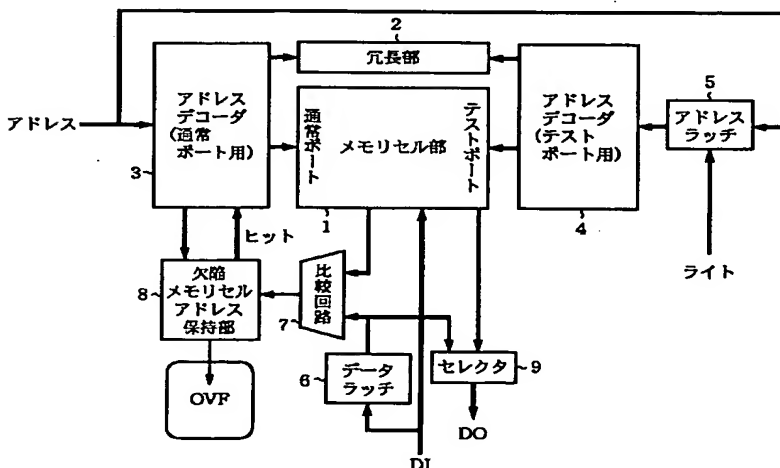 2
冗長部
アドレス
アドレス
デコーダ
(通常
ポート用)
3
通常ポート
メモリセル部
テストポート
1
アドレス
デコーダ
(テスト
ポート用)
4
5
アドレス
ラッチ
ライト
ヒット
8
欠陥
メモリセル
アドレス
保持部
比較回路
7
6
データ
ラッチ
セレクタ
9
OVF
DO
DI